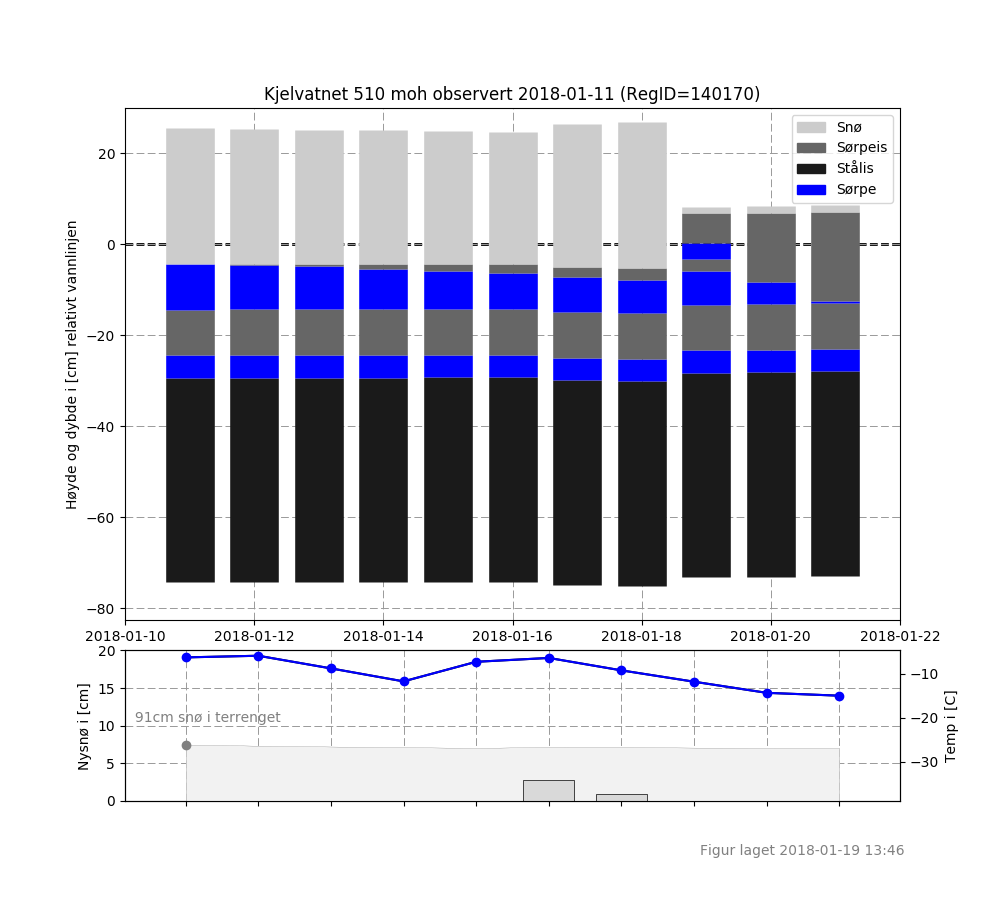 Kjelvatnet 510 moh observert 2018-01-11 (RegID=140170)
Snø
Sørpeis
Stålis
Sørpe
Høyde og dybde i [cm] relativt vannlinjen
20
0
−20
−40
−60
−80
2018-01-10 2018-01-12 2018-01-14 2018-01-16 2018-01-18 2018-01-20 2018-01-22
Nysnø i [cm]
20
15
10
5
0
91cm snø i terrenget
−10
−20
−30
Temp i [C]
Figur laget 2018-01-19 13:46